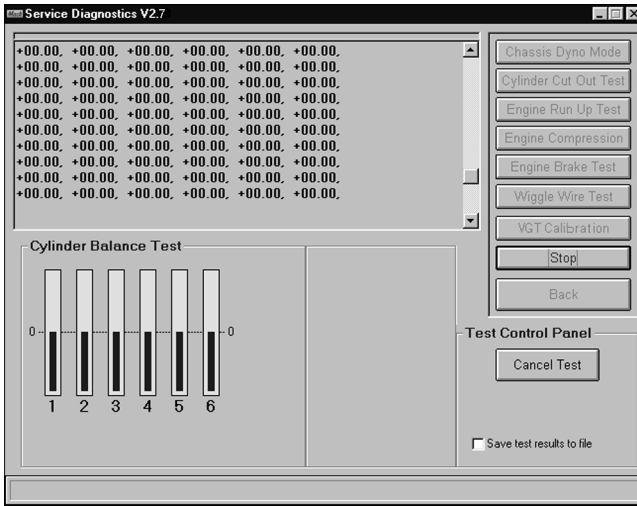 Service Diagnostics V2.7
+00.00, +00.00, +00.00, +00.00, +00.00, +00.00,
+00.00, +00.00, +00.00, +00.00, +00.00, +00.00,
+00.00, +00.00, +00.00, +00.00, +00.00, +00.00,
+00.00, +00.00, +00.00, +00.00, +00.00, +00.00,
+00.00, +00.00, +00.00, +00.00, +00.00, +00.00,
+00.00, +00.00, +00.00, +00.00, +00.00, +00.00,
+00.00, +00.00, +00.00, +00.00, +00.00, +00.00,
+00.00, +00.00, +00.00, +00.00, +00.00, +00.00,
+00.00, +00.00, +00.00, +00.00, +00.00, +00.00,
+00.00, +00.00, +00.00, +00.00, +00.00, +00.00,
Chassis Dyno Mode
Cylinder Cut Out Test
Engine Run Up Test
Engine Compression
Engine Brake Test
Wiggle Wire Test
VGT Calibration
Stop
Back
Cylinder Balance Test
0 0
1 2 3 4 5 6
Test Control Panel
Cancel Test
Save test results to file